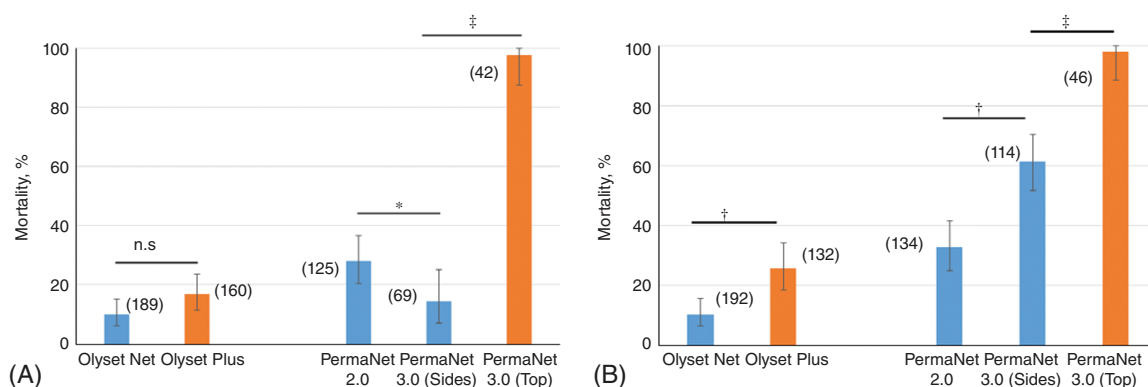 ‡
100
(42)
80
60
Mortality, %
*
40
n.s
(125)
20
(189)
(160)
(69)
0
Olyset Net
Olyset Plus
PermaNet
2.0
PermaNet
3.0 (Sides)
PermaNet
3.0 (Top)
(A)
‡
100
(46)
80
†
(114)
60
Mortality, %
40
†
(132)
(134)
20
(192)
0
Olyset Net
Olyset Plus
PermaNet
2.0
PermaNet
3.0 (Sides)
PermaNet
3.0 (Top)
(B)